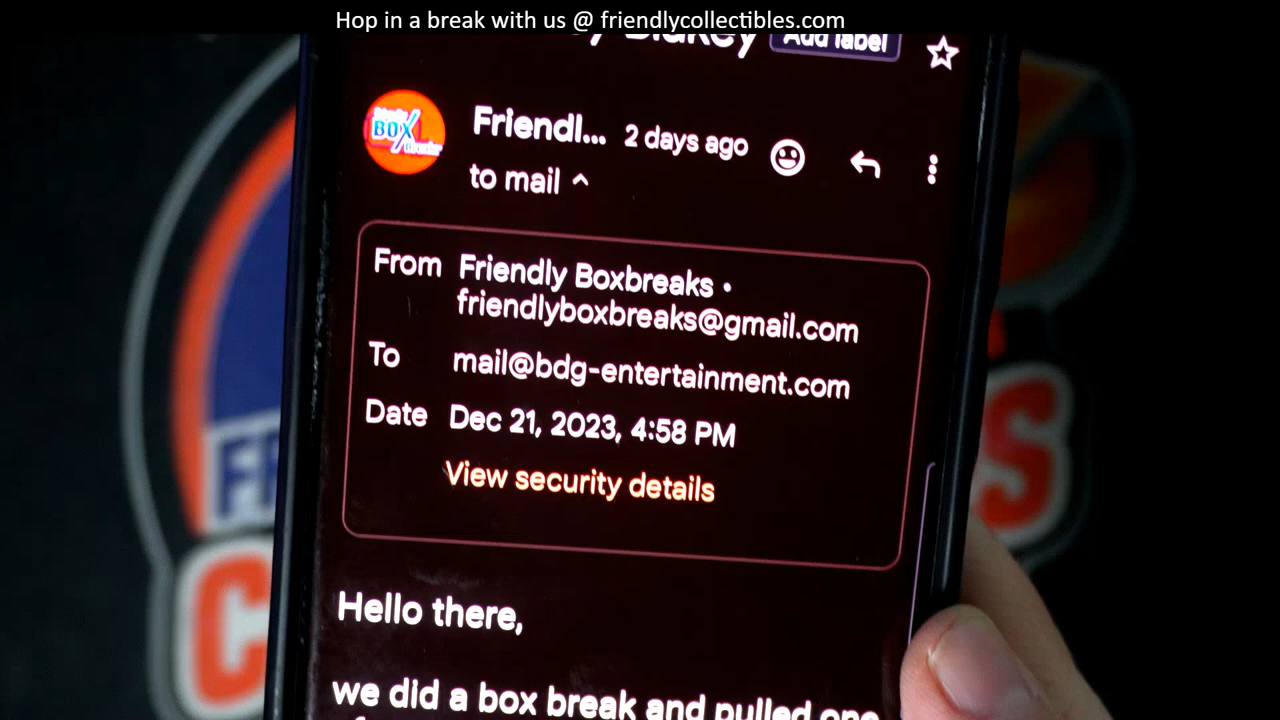 Hop in a break with us @ friendlycollectibles.com
Add label
BOX
Friendl... 2 days ago
to mail
From Friendly Boxbreaks •
friendlyboxbreaks@gmail.com
To mail@bdg-entertainment.com
Date Dec 21, 2023, 4:58 PM
View security details
Hello there,
we did a box break and pulled one